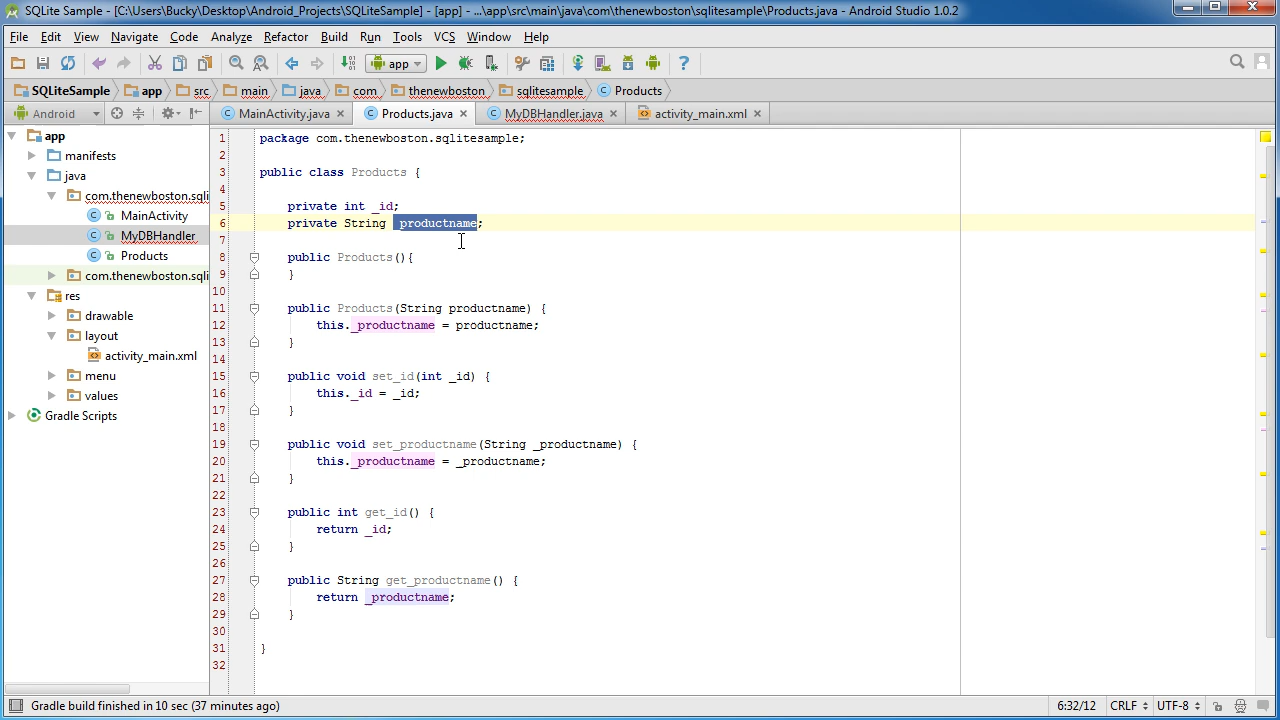 SQLite Sample - [C:\Users\Bucky\Desktop\Android_Projects\SQLiteSample] - [app] - ...\app\src\main\java\com\thenewboston\sqlitesample\Products.java - Android Studio 1.0.2
File Edit View Navigate Code Analyze Refactor Build Run Tools VCS Window Help
app
SQLiteSample app src main java com thenewboston sqlitesample Products
Android MainActivity.java Products.java MyDBHandler.java activity_main.xml
app
manifests
java
com.thenewboston.sqli
MainActivity
MyDBHandler
Products
com.thenewboston.sqli
res
drawable
layout
activity_main.xml
menu
values
Gradle Scripts
1 package com.thenewboston.sqlitesample;
2
3 public class Products {
4
5 private int _id;
6 private String _productname;
7
8 public Products(){
9 }
10
11 public Products(String productname) {
12 this._productname = productname;
13 }
14
15 public void set_id(int _id) {
16 this._id = _id;
17 }
18
19 public void set_productname(String _productname) {
20 this._productname = _productname;
21 }
22
23 public int get_id() {
24 return _id;
25 }
26
27 public String get_productname() {
28 return _productname;
29 }
30
31 }
32
Gradle build finished in 10 sec (37 minutes ago) 6:32/12 CRLF UTF-8